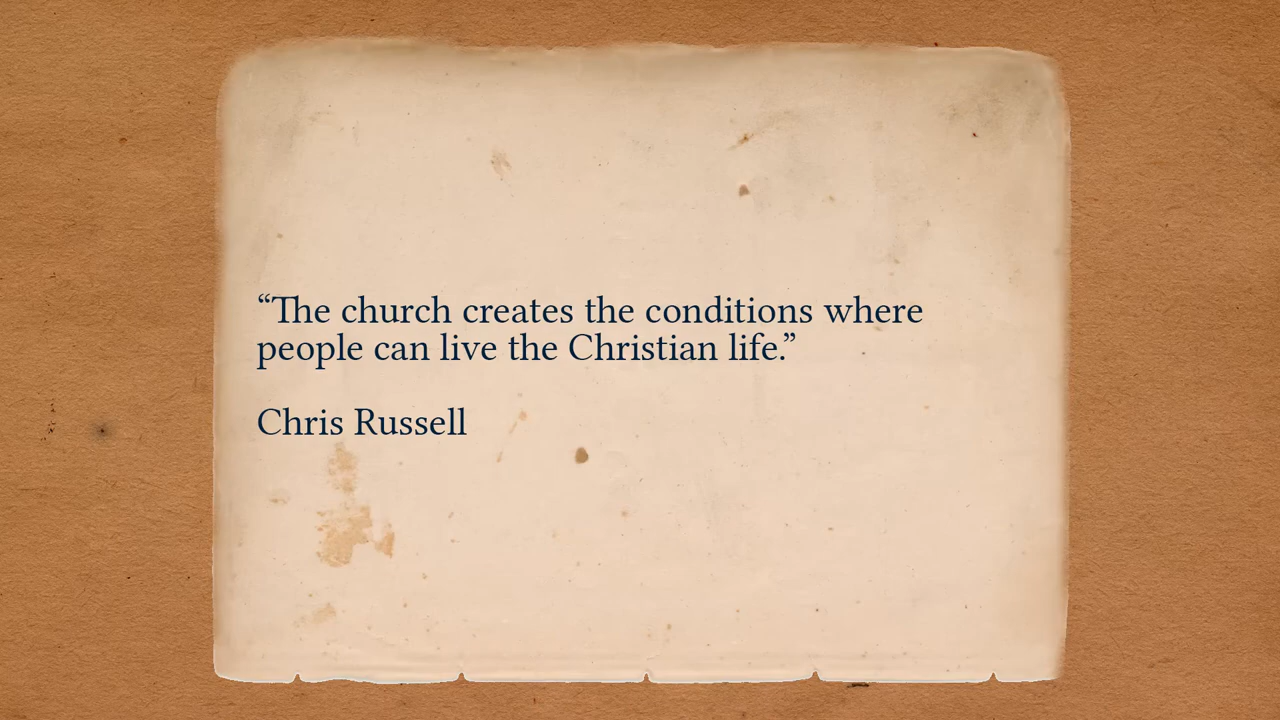 “The church creates the conditions where
people can live the Christian life.”
Chris Russell